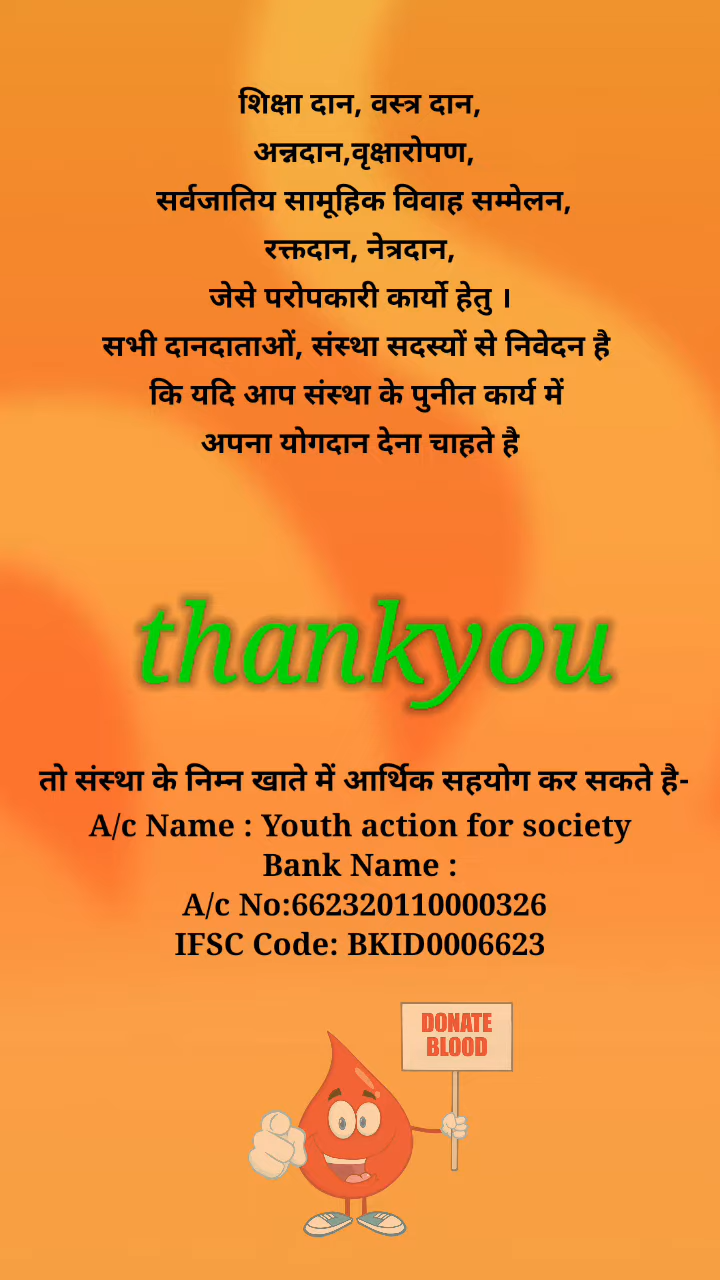 शिक्षा दान, वस्त्र दान,
अन्नदान,वृक्षारोपण,
सर्वजातिय सामूहिक विवाह सम्मेलन,
रक्तदान, नेत्रदान,
जेसे परोपकारी कार्यो हेतु ।
सभी दानदाताओं, संस्था सदस्यों से निवेदन है
कि यदि आप संस्था के पुनीत कार्य में
अपना योगदान देना चाहते है
thankyou
तो संस्था के निम्न खाते में आर्थिक सहयोग कर सकते है-
A/c Name : Youth action for society
Bank Name :
A/c No:662320110000326
IFSC Code: BKID0006623
DONATE
BLOOD